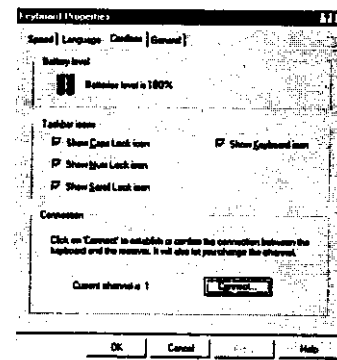 Keyboard Properties
Speed Language Cordless General
Battery level
Batteries level is 100%
Taskbar icons
Show Caps Lock icon Show Keyboard icon
Show Num Lock icon
Show Scroll Lock icon
Connection
Click on 'Connect' to establish or confirm the connection between the
keyboard and the receiver. It will also let you change the channel.
Current channel is 1 Connect...
OK Cancel Help